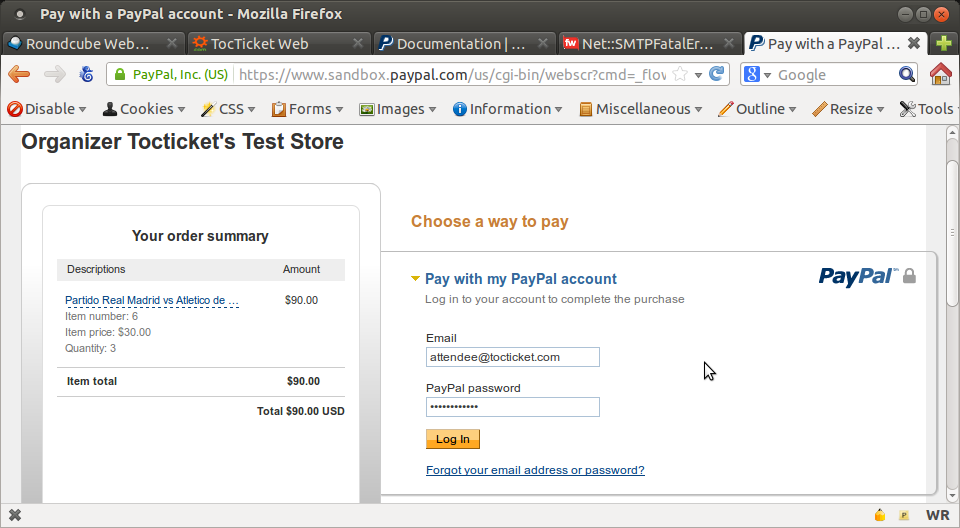 Pay with a PayPal account - Mozilla Firefox
Roundcube Web… TocTicket Web Documentation | … Net::SMTPFatalEr… Pay with a PayPal …
PayPal, Inc. (US) https://www.sandbox.paypal.com/us/cgi-bin/webscr?cmd=_flow Google
Disable Cookies CSS Forms Images Information Miscellaneous Outline Resize Tools
Organizer Tocticket's Test Store
Your order summary
Descriptions Amount
Partido Real Madrid vs Atletico de ... $90.00
Item number: 6
Item price: $30.00
Quantity: 3
Item total $90.00
Total $90.00 USD
Choose a way to pay
Pay with my PayPal account
PayPal
Log in to your account to complete the purchase
Email
attendee@tocticket.com
PayPal password
••••••••••••
Log In
Forgot your email address or password?
WR